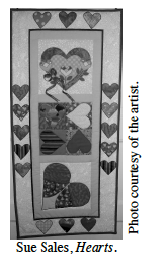 Photo courtesy of the artist.
Sue Sales, Hearts.